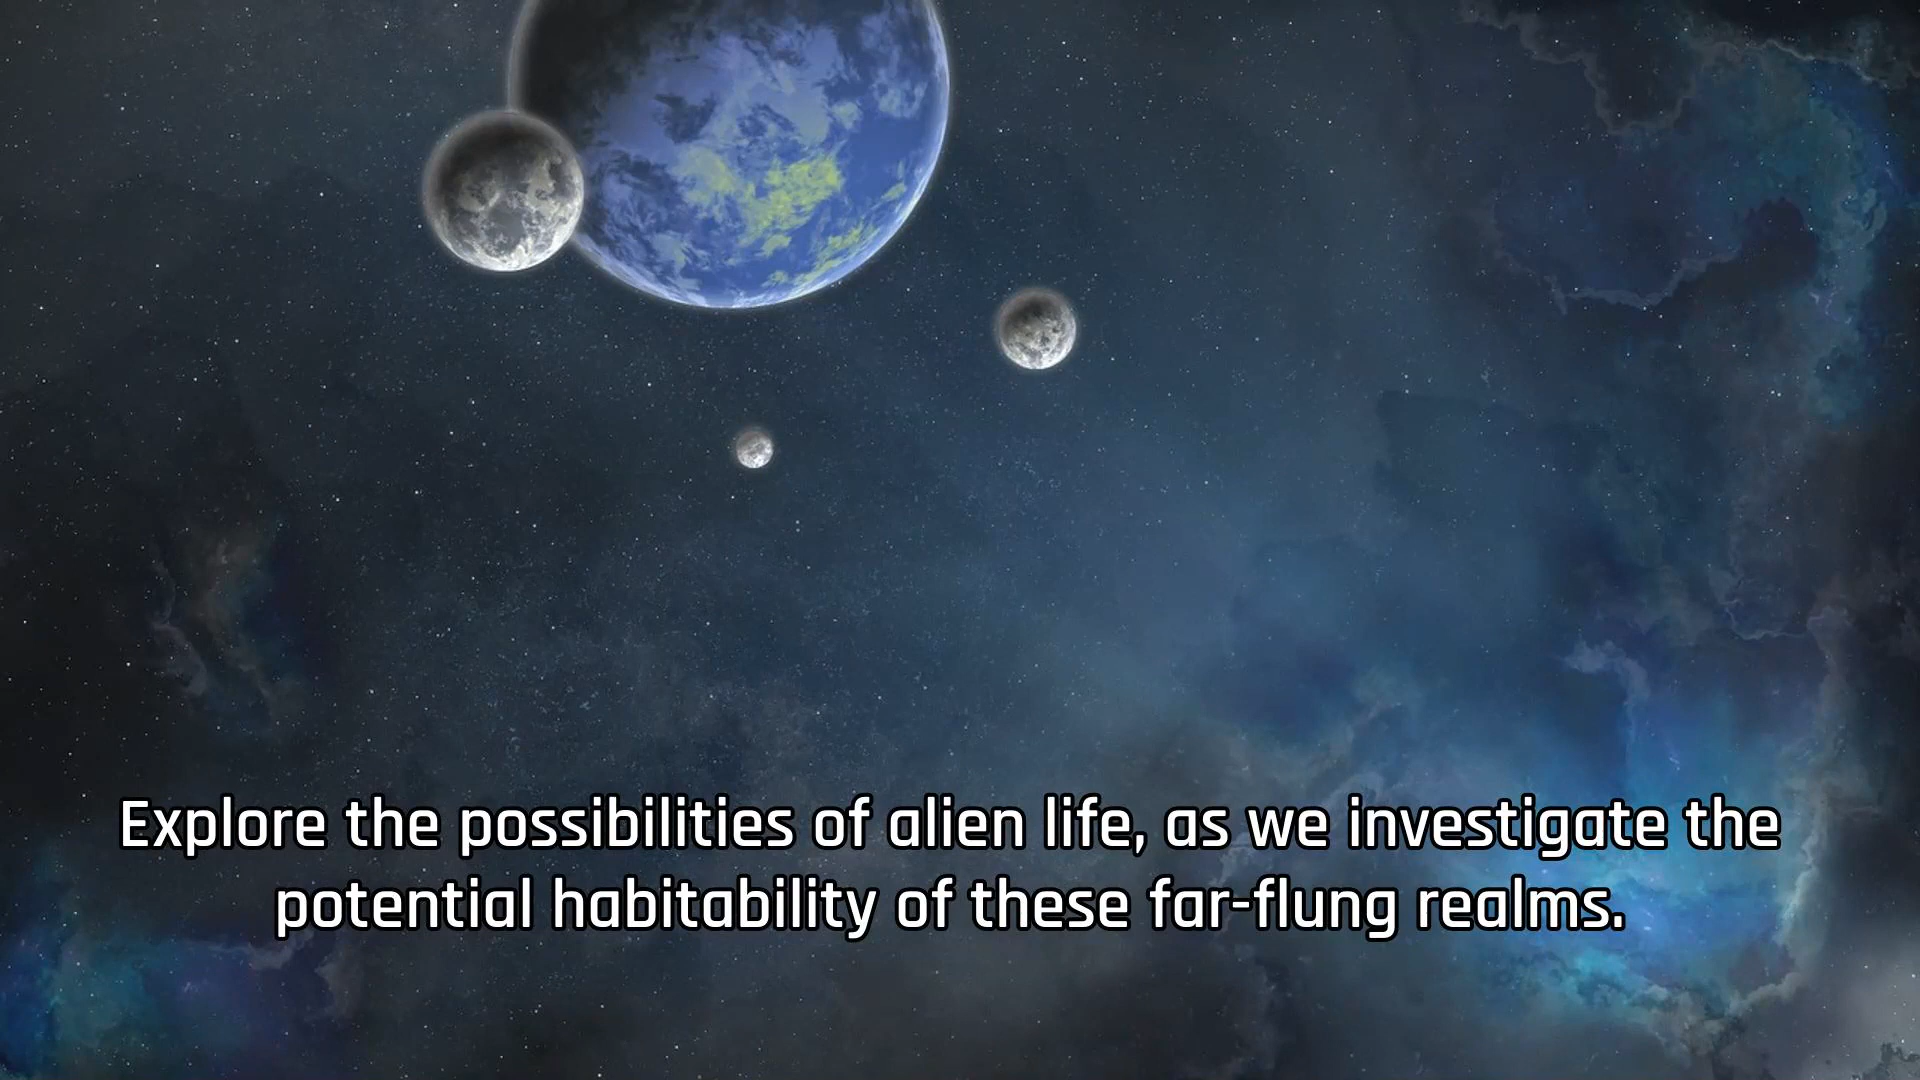 Explore the possibilities of alien life, as we investigate the
potential habitability of these far-flung realms.